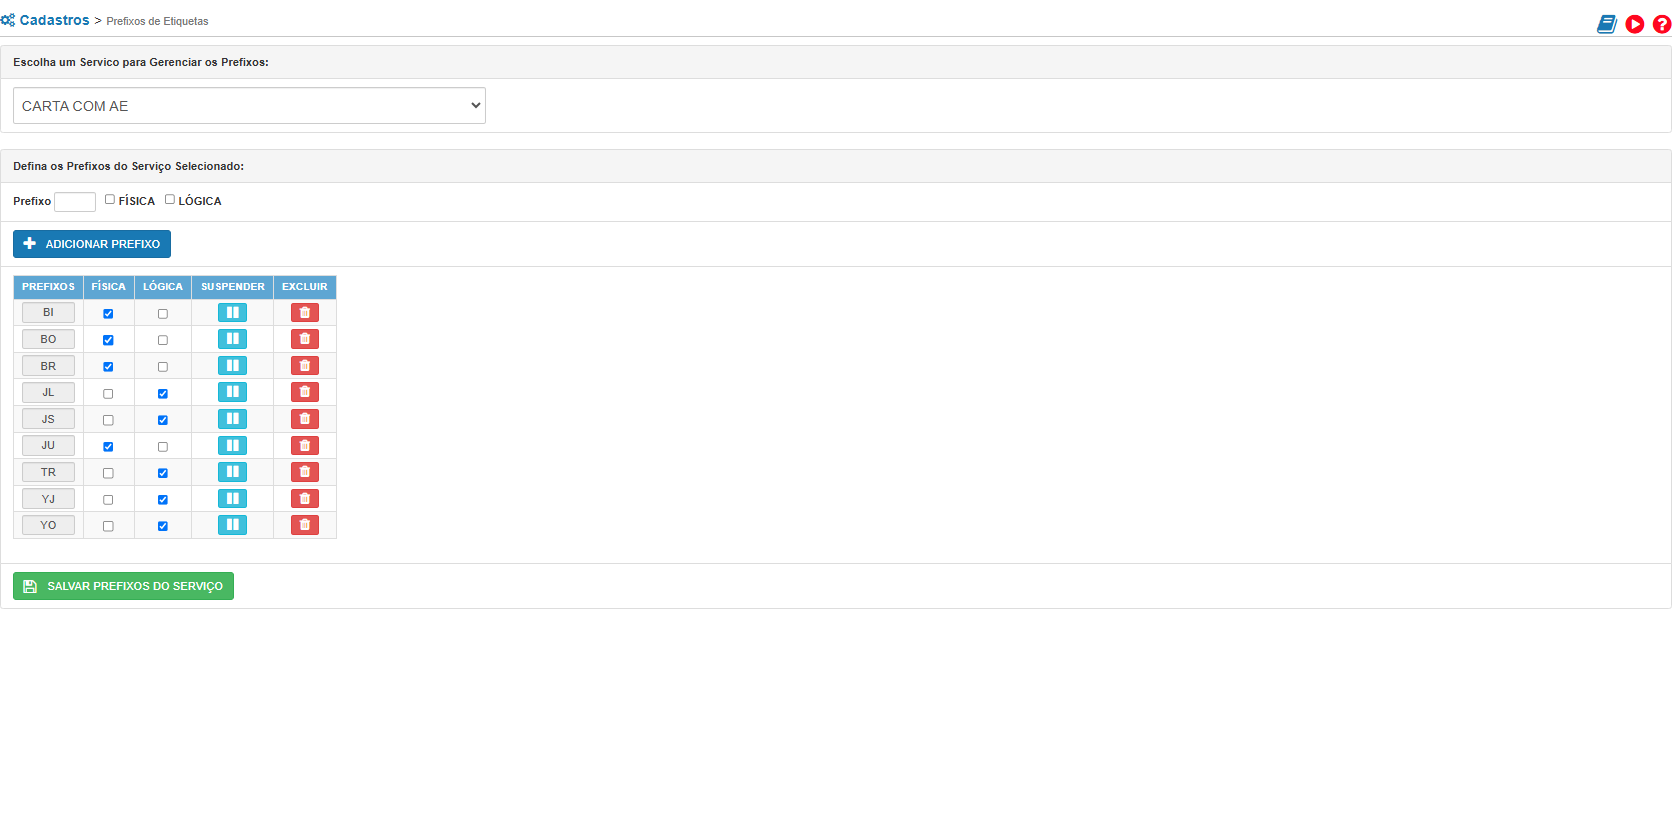 Cadastros > Prefixos de Etiquetas
Escolha um Servico para Gerenciar os Prefixos:
CARTA COM AE
Defina os Prefixos do Serviço Selecionado:
Prefixo FÍSICA LÓGICA
ADICIONAR PREFIXO
PREFIXOS FÍSICA LÓGICA SUSPENDER EXCLUIR
BI
BO
BR
JL
JS
JU
TR
YJ
YO
SALVAR PREFIXOS DO SERVIÇO